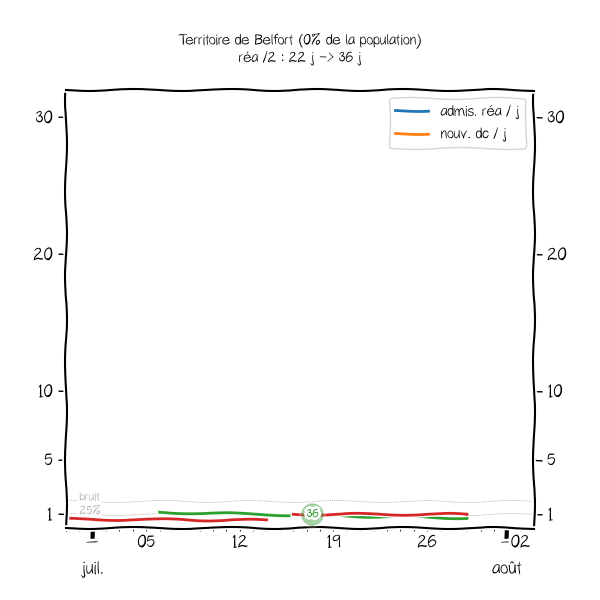 Territoire de Belfort (0% de la population)
réa /2 : 22 j -> 36 j
admis. réa / j
nouv. dc / j
30
30
20
20
10
10
5
5
bruit
25%
1
36
1
05
12
19
26
02
juil.
août